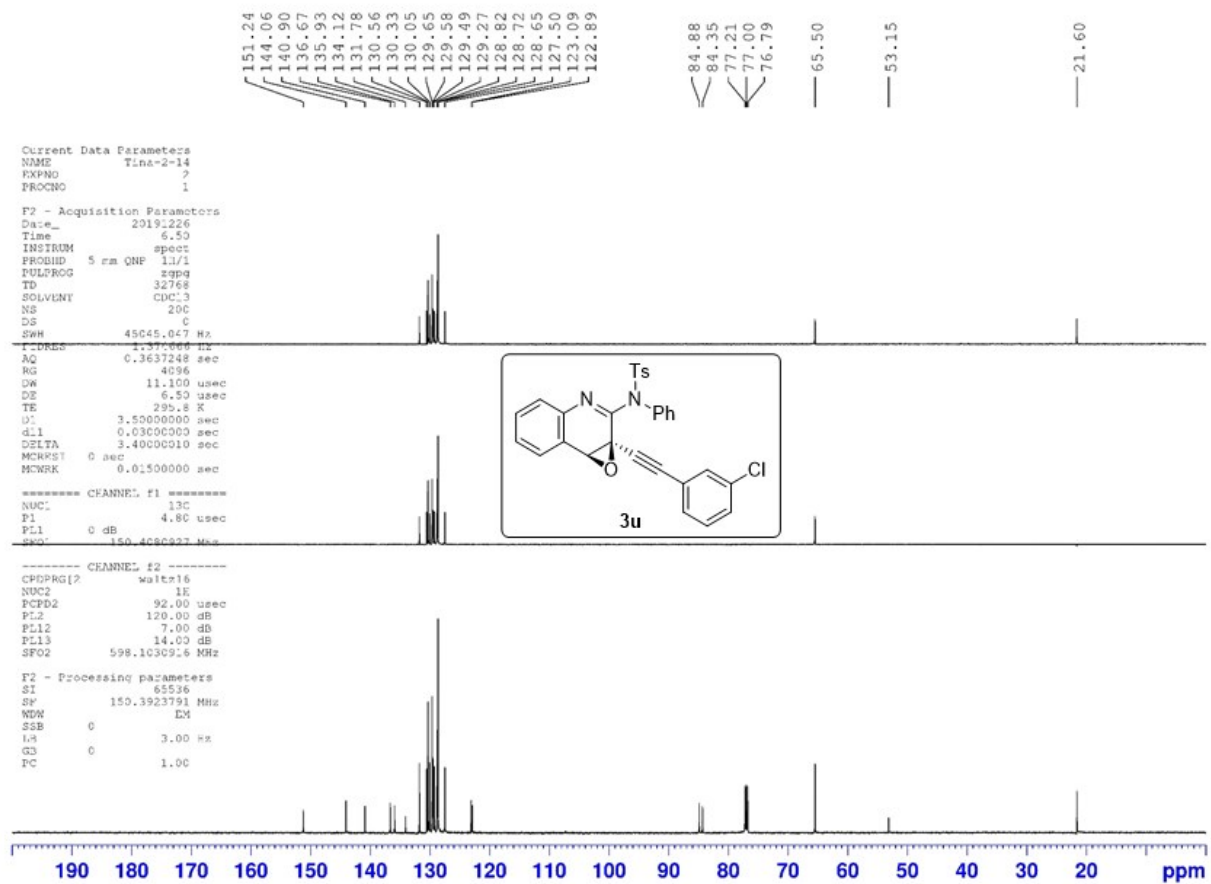 151.24
144.06
140.90
136.67
135.93
134.12
131.78
130.56
130.33
130.05
129.65
129.58
129.49
129.27
128.82
128.72
128.65
127.50
123.09
122.89
84.88
84.35
77.21
77.00
76.79
65.50
53.15
21.60
Current Data Parameters
NAME Tina-2-14
EXPNO 2
PROCNO 1
F2 - Acquisition Parameters
Date_ 20191226
Time 6.50
INSTRUM spect
PROBHD 5 mm QNP 1H/1
PULPROG zgpg
TD 32768
SOLVENT CDCl3
NS 200
DS 0
SWH 45045.047 Hz
FIDRES Hz
AQ 0.3637248 sec
RG 4096
DW 11.100 usec
DE 6.50 usec
TE 295.8 K
D1 3.50000000 sec
d11 0.03000000 sec
DELTA 3.40000010 sec
MCREST 0 sec
MCWRK 0.01500000 sec
======== CHANNEL f1 ========
NUC1 13C
P1 4.80 usec
PL1 0 dB
SFO1 150.4080927 MHz
-------- CHANNEL f2 --------
CPDPRG[2 waltz16
NUC2 1H
PCPD2 92.00 usec
PL2 120.00 dB
PL12 7.00 dB
PL13 14.00 dB
SFO2 598.1030916 MHz
F2 - Processing parameters
SI 65536
SF 150.3923791 MHz
WDW EM
SSB 0
LB 3.00 Hz
GB 0
PC 1.00
Ts
N
N
Ph
O
Cl
3u
190 180 170 160 150 140 130 120 110 100 90 80 70 60 50 40 30 20 10 ppm